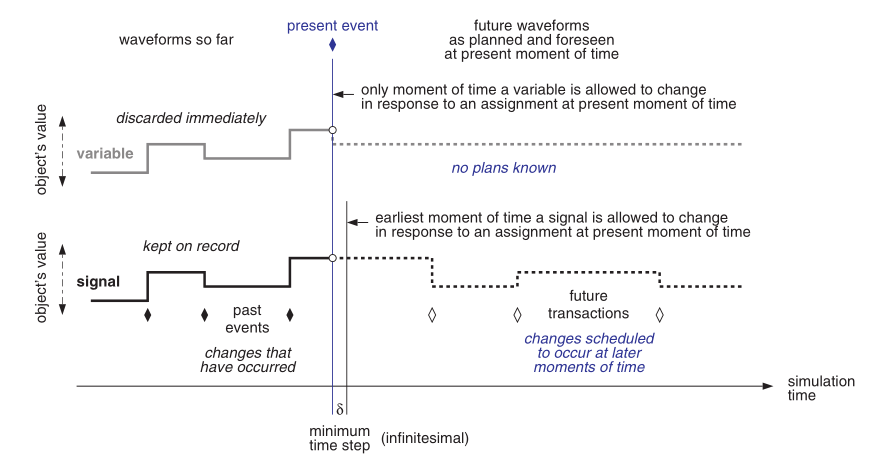 waveforms so far
present event
future waveforms
as planned and foreseen
at present moment of time
only moment of time a variable is allowed to change
in response to an assignment at present moment of time
object's value
discarded immediately
variable
no plans known
earliest moment of time a signal is allowed to change
in response to an assignment at present moment of time
object's value
kept on record
signal
past
events
future
transactions
changes that
have occurred
changes scheduled
to occur at later
moments of time
simulation
time
δ
minimum
time step
(infinitesimal)